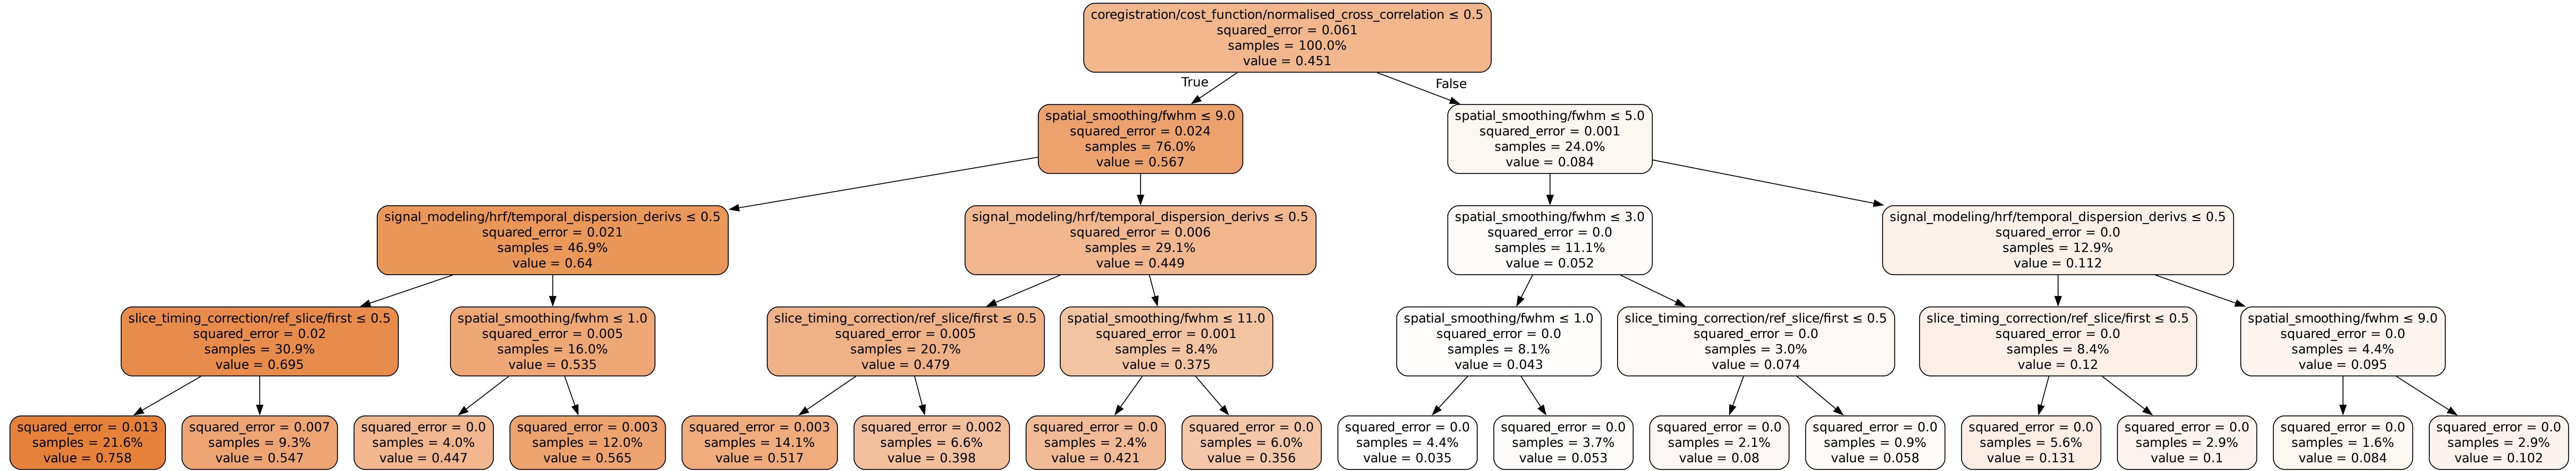 coregistration/cost_function/normalised_cross_correlation ≤ 0.5
squared_error = 0.061
samples = 100.0%
value = 0.451
True
False
spatial_smoothing/fwhm ≤ 9.0
squared_error = 0.024
samples = 76.0%
value = 0.567
spatial_smoothing/fwhm ≤ 5.0
squared_error = 0.001
samples = 24.0%
value = 0.084
signal_modeling/hrf/temporal_dispersion_derivs ≤ 0.5
squared_error = 0.021
samples = 46.9%
value = 0.64
signal_modeling/hrf/temporal_dispersion_derivs ≤ 0.5
squared_error = 0.006
samples = 29.1%
value = 0.449
spatial_smoothing/fwhm ≤ 3.0
squared_error = 0.0
samples = 11.1%
value = 0.052
signal_modeling/hrf/temporal_dispersion_derivs ≤ 0.5
squared_error = 0.0
samples = 12.9%
value = 0.112
slice_timing_correction/ref_slice/first ≤ 0.5
squared_error = 0.02
samples = 30.9%
value = 0.695
spatial_smoothing/fwhm ≤ 1.0
squared_error = 0.005
samples = 16.0%
value = 0.535
slice_timing_correction/ref_slice/first ≤ 0.5
squared_error = 0.005
samples = 20.7%
value = 0.479
spatial_smoothing/fwhm ≤ 11.0
squared_error = 0.001
samples = 8.4%
value = 0.375
spatial_smoothing/fwhm ≤ 1.0
squared_error = 0.0
samples = 8.1%
value = 0.043
slice_timing_correction/ref_slice/first ≤ 0.5
squared_error = 0.0
samples = 3.0%
value = 0.074
slice_timing_correction/ref_slice/first ≤ 0.5
squared_error = 0.0
samples = 8.4%
value = 0.12
spatial_smoothing/fwhm ≤ 9.0
squared_error = 0.0
samples = 4.4%
value = 0.095
squared_error = 0.013
samples = 21.6%
value = 0.758
squared_error = 0.007
samples = 9.3%
value = 0.547
squared_error = 0.0
samples = 4.0%
value = 0.447
squared_error = 0.003
samples = 12.0%
value = 0.565
squared_error = 0.003
samples = 14.1%
value = 0.517
squared_error = 0.002
samples = 6.6%
value = 0.398
squared_error = 0.0
samples = 2.4%
value = 0.421
squared_error = 0.0
samples = 6.0%
value = 0.356
squared_error = 0.0
samples = 4.4%
value = 0.035
squared_error = 0.0
samples = 3.7%
value = 0.053
squared_error = 0.0
samples = 2.1%
value = 0.08
squared_error = 0.0
samples = 0.9%
value = 0.058
squared_error = 0.0
samples = 5.6%
value = 0.131
squared_error = 0.0
samples = 2.9%
value = 0.1
squared_error = 0.0
samples = 1.6%
value = 0.084
squared_error = 0.0
samples = 2.9%
value = 0.102